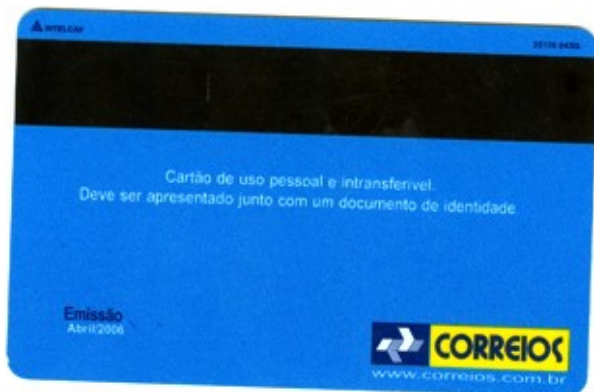 INTELCAV
Cartão de uso pessoal e intransferível.
Deve ser apresentado junto com um documento de identidade
Emissão
Abril/2006
CORREIOS
www.correios.com.br